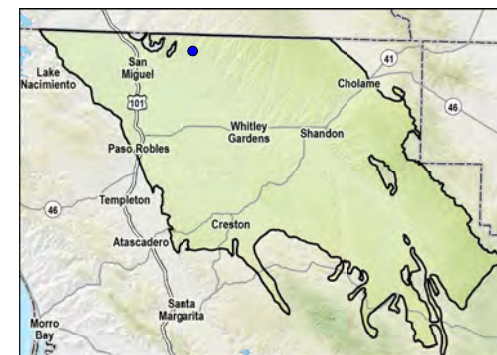 Lake
Nacimiento
San
Miguel
41
Cholame
101
46
Whitley
Gardens
Shandon
Paso Robles
Templeton
46
Creston
Atascadero
Santa
Margarita
Morro
Bay